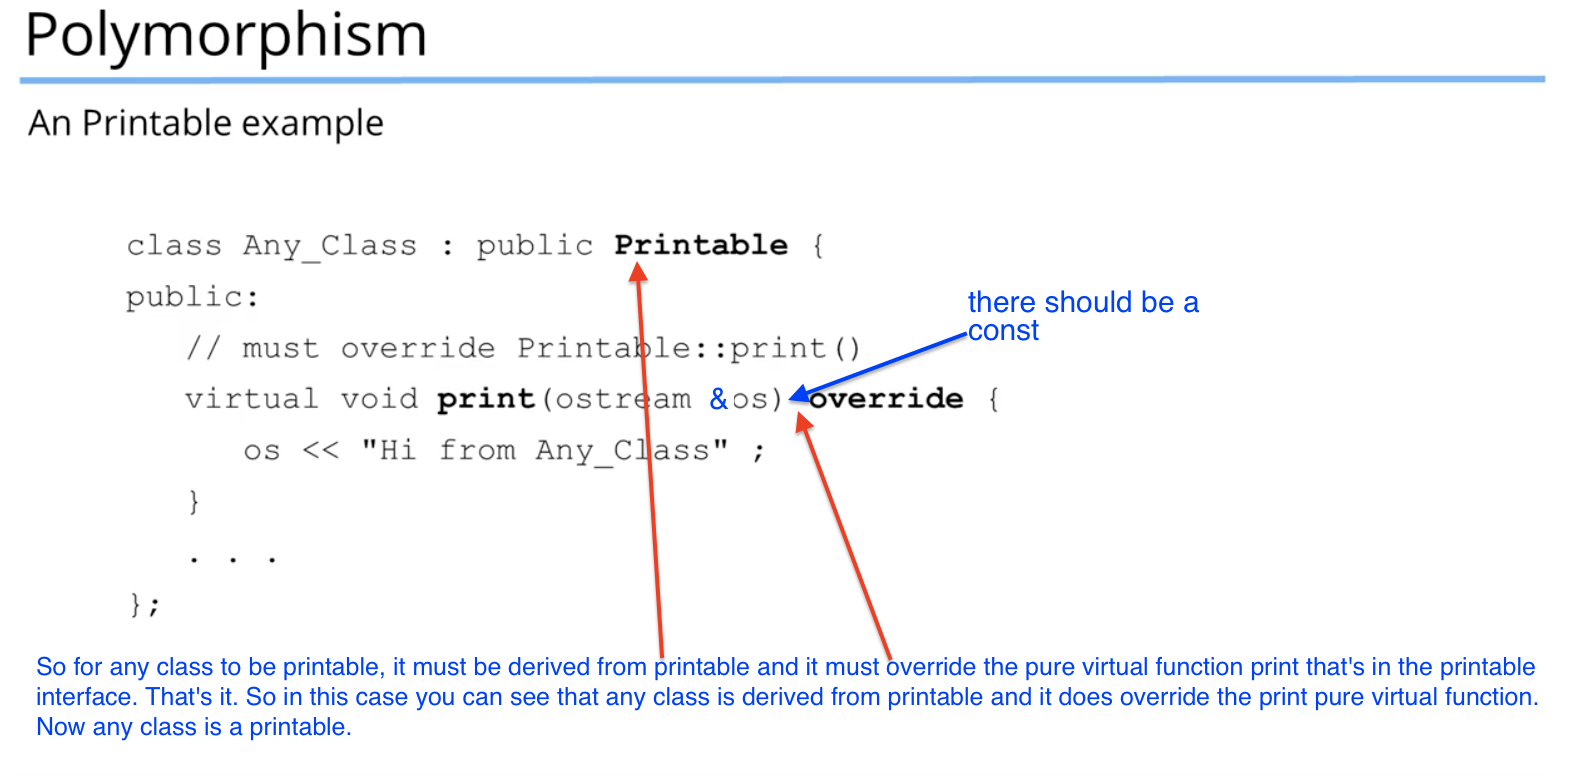 Polymorphism
An Printable example
class Any_Class : public Printable {
public:
// must override Printable::print()
there should be a
const
virtual void print(ostream &os) override {
os << "Hi from Any_Class" ;
}
. . .
};
So for any class to be printable, it must be derived from printable and it must override the pure virtual function print that's in the printable
interface. That's it. So in this case you can see that any class is derived from printable and it does override the print pure virtual function.
Now any class is a printable.